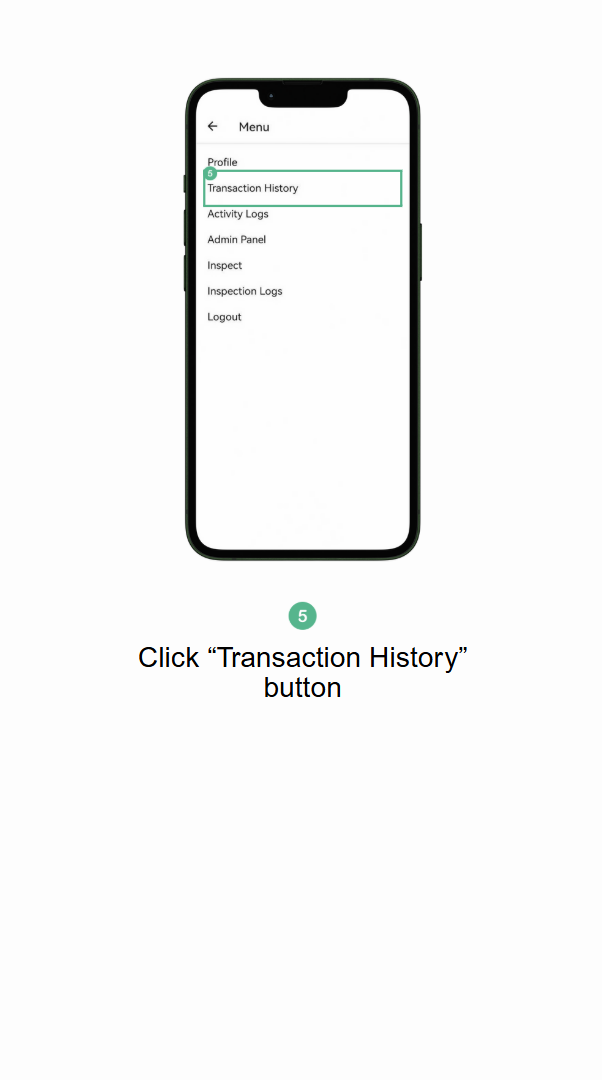 Menu
Profile
5
Transaction History
Activity Logs
Admin Panel
Inspect
Inspection Logs
Logout
5
Click “Transaction History”
button